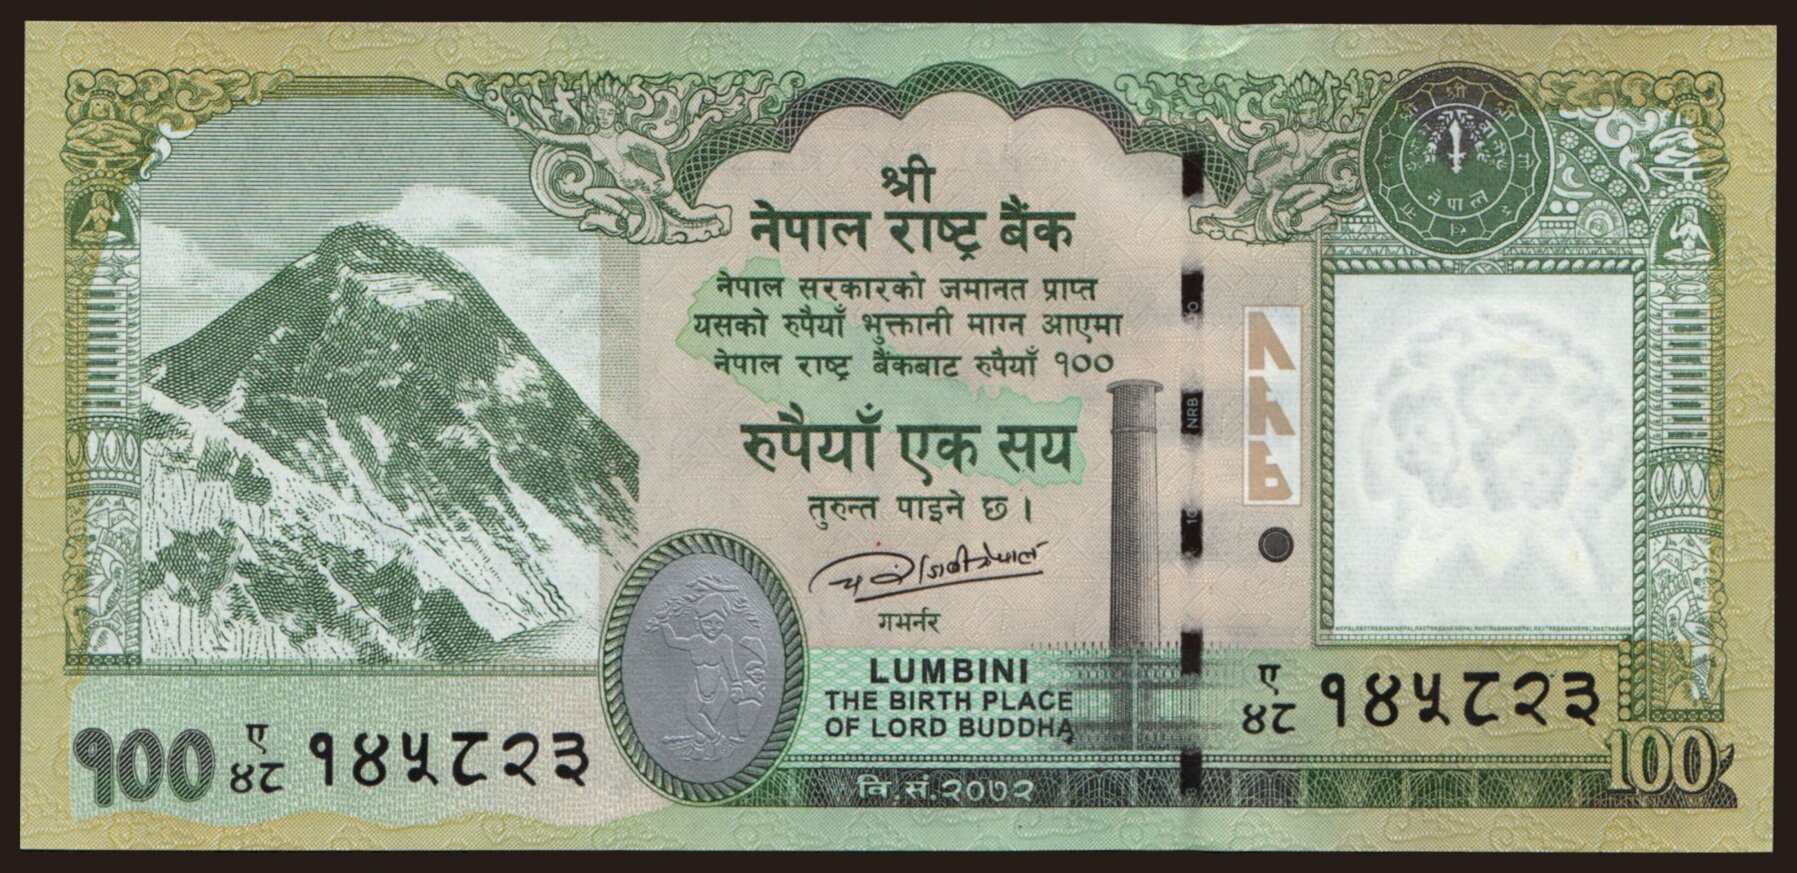 श्री
नेपाल राष्ट्र बैंक
नेपाल सरकारको जमानत प्राप्त
यसको रुपैयाँ भुक्तानी माग्न आएमा
नेपाल राष्ट्र बैंकबाट रुपैयाँ १००
रुपैयाँ एक सय
तुरुन्त पाइने छ ।
गभर्नर
LUMBINI
THE BIRTH PLACE
OF LORD BUDDHA
वि.सं.२०७२
१००
ए
४८ १४५८२३
NRB
नेपाल
ए
४८ १४५८२३
100